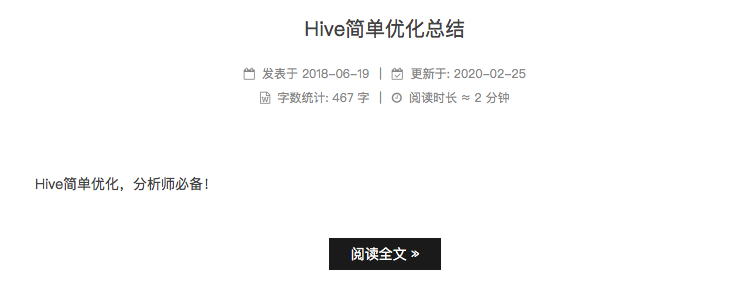 Hive简单优化总结
发表于 2018-06-19 | 更新于: 2020-02-25
字数统计: 467 字 | 阅读时长 ≈ 2 分钟
Hive简单优化，分析师必备！
阅读全文 »